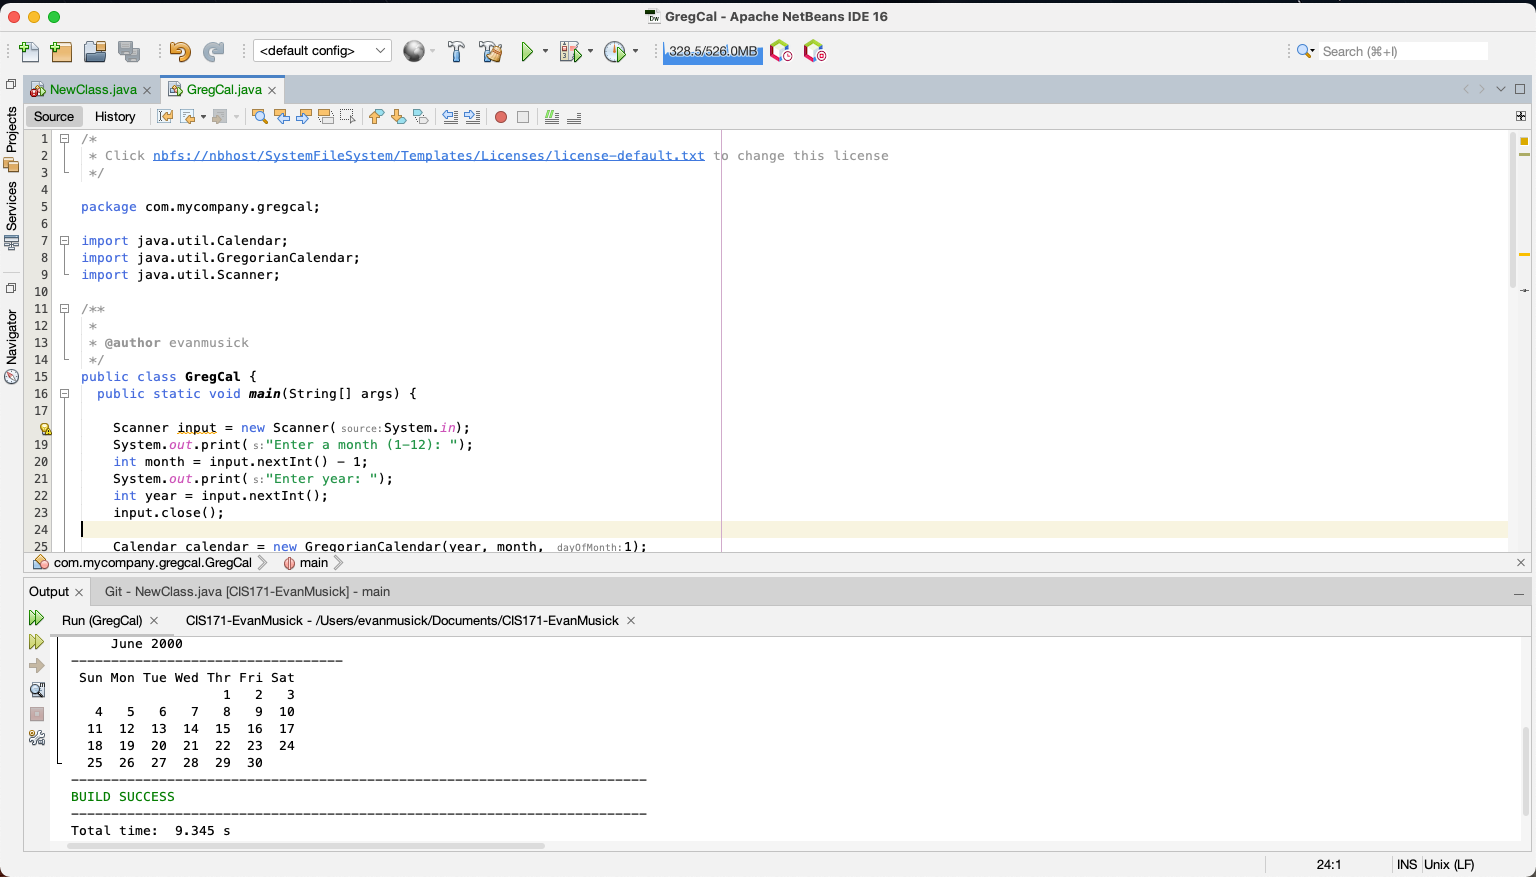 GregCal - Apache NetBeans IDE 16
<default config>
328.5/526.0MB
Search (⌘+I)
NewClass.java
GregCal.java
Source History
Projects
Services
Navigator
1 /*
2 * Click nbfs://nbhost/SystemFileSystem/Templates/Licenses/license-default.txt to change this license
3 */
4
5 package com.mycompany.gregcal;
6
7 import java.util.Calendar;
8 import java.util.GregorianCalendar;
9 import java.util.Scanner;
10
11 /**
12 *
13 * @author evanmusick
14 */
15 public class GregCal {
16 public static void main(String[] args) {
17
Scanner input = new Scanner( source: System.in);
19 System.out.print( s: "Enter a month (1-12): ");
20 int month = input.nextInt() - 1;
21 System.out.print( s: "Enter year: ");
22 int year = input.nextInt();
23 input.close();
24
25 Calendar calendar = new GregorianCalendar(year, month, dayOfMonth: 1);
com.mycompany.gregcal.GregCal main
Output Git - NewClass.java [CIS171-EvanMusick] - main
Run (GregCal) CIS171-EvanMusick - /Users/evanmusick/Documents/CIS171-EvanMusick
June 2000
----------------------------------
Sun Mon Tue Wed Thr Fri Sat
1 2 3
4 5 6 7 8 9 10
11 12 13 14 15 16 17
18 19 20 21 22 23 24
25 26 27 28 29 30
------------------------------------------------------------------------
BUILD SUCCESS
------------------------------------------------------------------------
Total time: 9.345 s
24:1 INS Unix (LF)